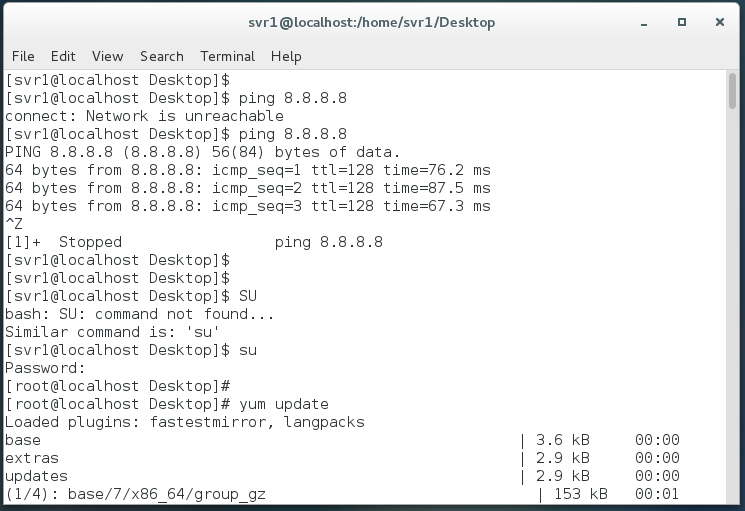 svr1@localhost:/home/svr1/Desktop
File Edit View Search Terminal Help
[svr1@localhost Desktop]$
[svr1@localhost Desktop]$ ping 8.8.8.8
connect: Network is unreachable
[svr1@localhost Desktop]$ ping 8.8.8.8
PING 8.8.8.8 (8.8.8.8) 56(84) bytes of data.
64 bytes from 8.8.8.8: icmp_seq=1 ttl=128 time=76.2 ms
64 bytes from 8.8.8.8: icmp_seq=2 ttl=128 time=87.5 ms
64 bytes from 8.8.8.8: icmp_seq=3 ttl=128 time=67.3 ms
^Z
[1]+  Stopped                 ping 8.8.8.8
[svr1@localhost Desktop]$
[svr1@localhost Desktop]$
[svr1@localhost Desktop]$ SU
bash: SU: command not found...
Similar command is: 'su'
[svr1@localhost Desktop]$ su
Password:
[root@localhost Desktop]#
[root@localhost Desktop]# yum update
Loaded plugins: fastestmirror, langpacks
base                                                     | 3.6 kB     00:00
extras                                                   | 2.9 kB     00:00
updates                                                  | 2.9 kB     00:00
(1/4): base/7/x86_64/group_gz                              | 153 kB   00:01